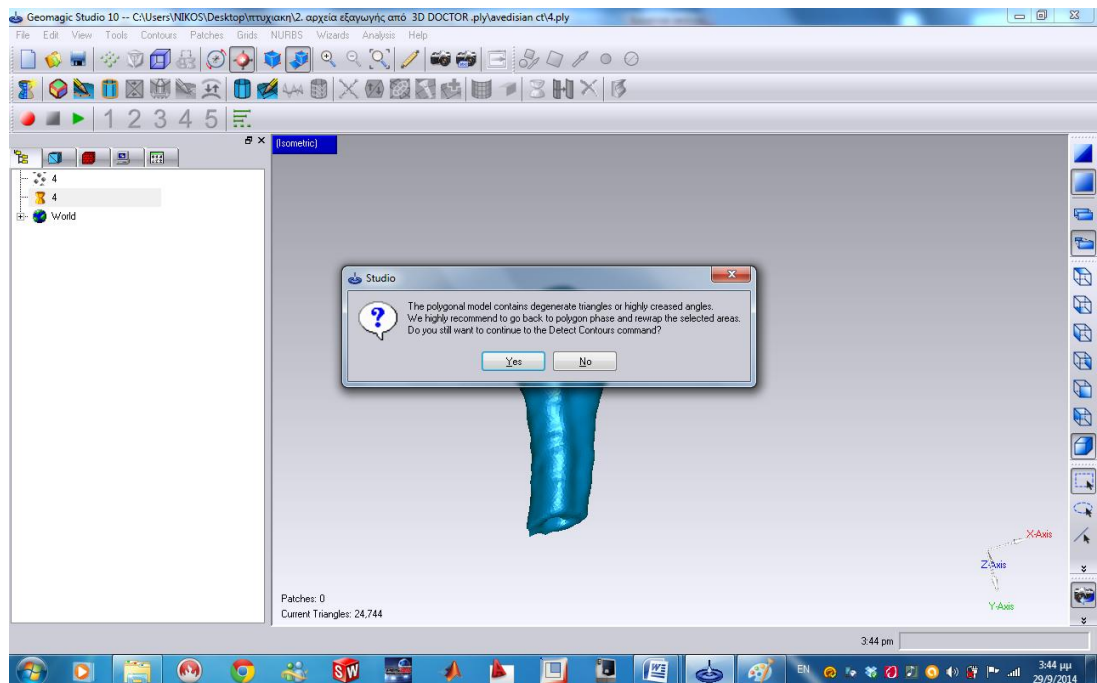 Geomagic Studio 10 -- C:\Users\NIKOS\Desktop\πτυχιακη\2. αρχεία εξαγωγής από 3D DOCTOR .ply\avedisian ct\4.ply
File Edit View Tools Contours Patches Grids NURBS Wizards Analysis Help
1 2 3 4 5
(Isometric)
4
4
World
Studio
The polygonal model contains degenerate triangles or highly creased angles.
We highly recommend to go back to polygon phase and rewrap the selected areas.
Do you still want to continue to the Detect Contours command?
Yes No
X-Axis
Z-Axis
Y-Axis
Patches: 0
Current Triangles: 24,744
3:44 pm
EN 3:44 μμ
29/9/2014